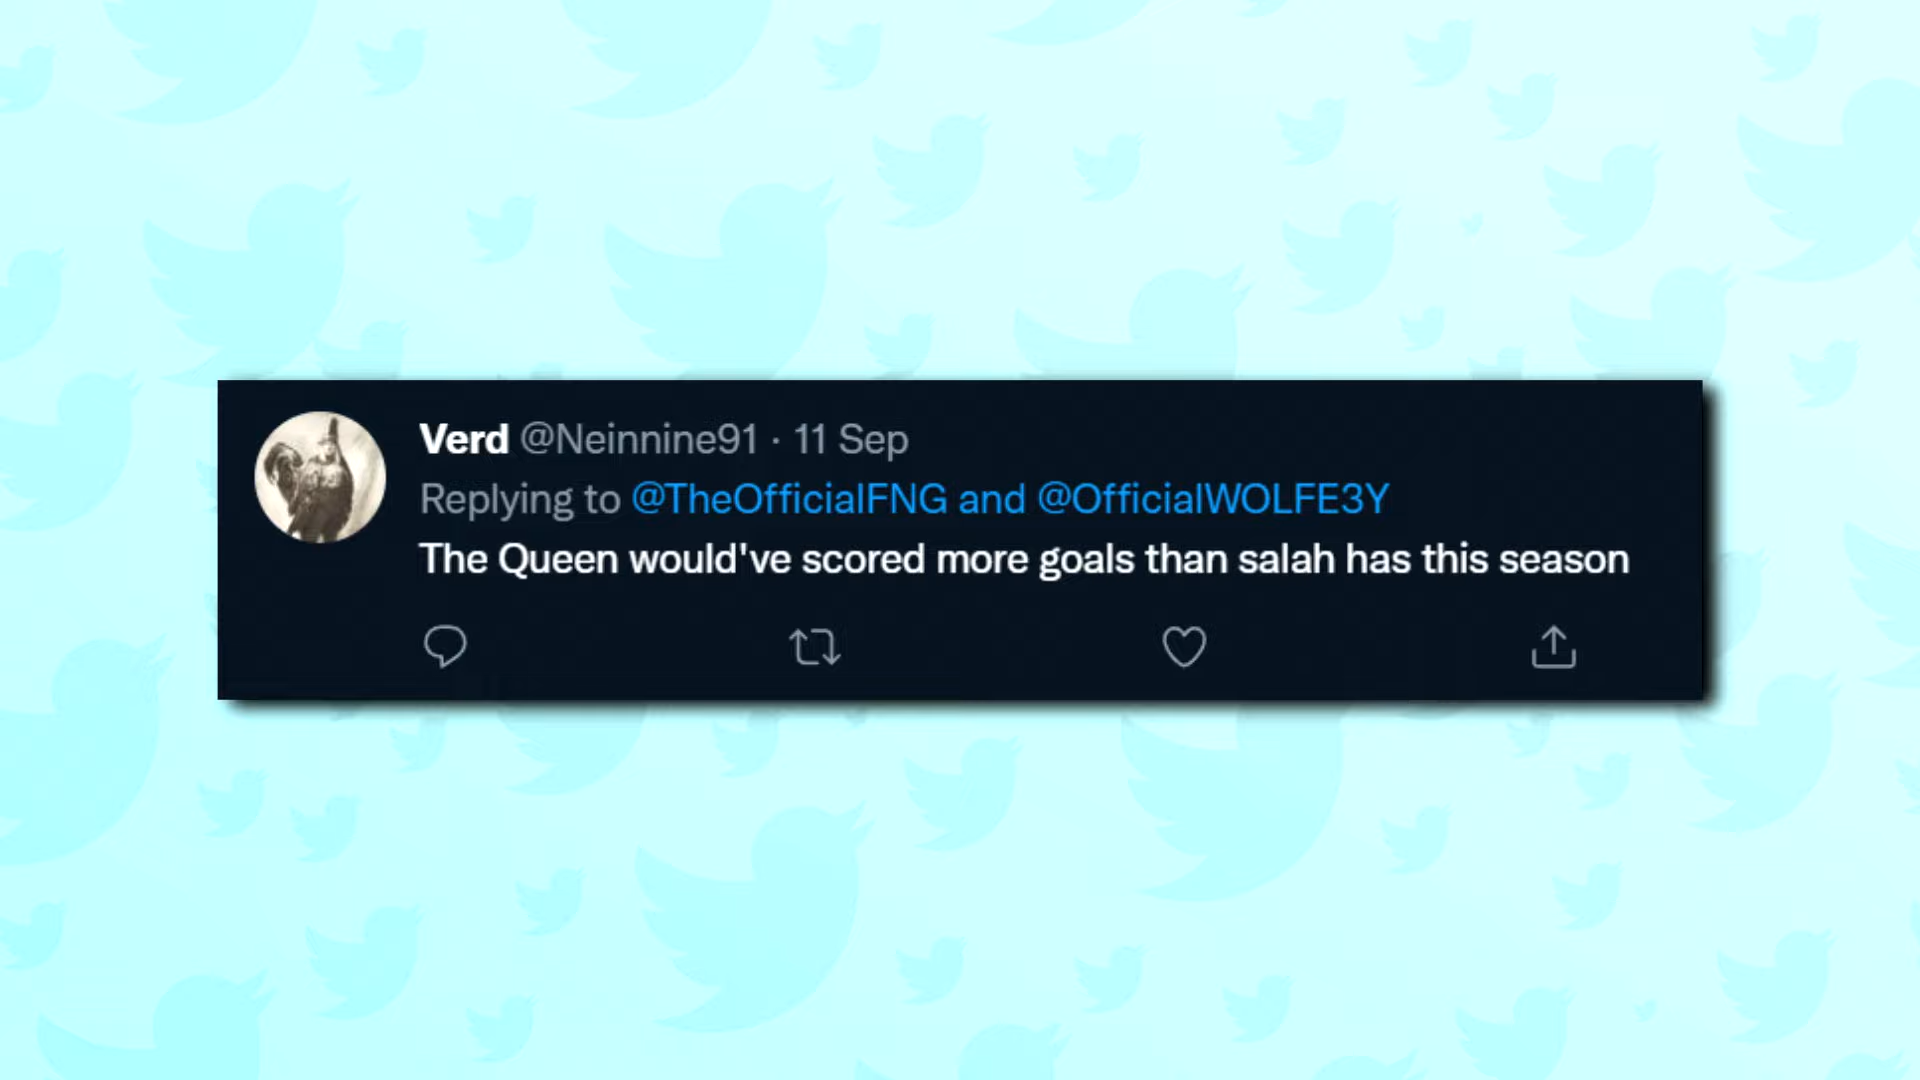 Verd @Neinnine91 · 11 Sep
Replying to @TheOfficialFNG and @OfficialWOLFE3Y
The Queen would've scored more goals than salah has this season